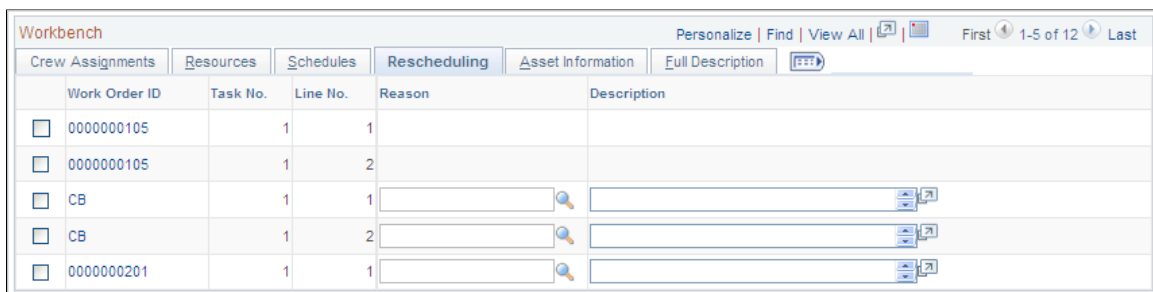 Workbench Personalize | Find | View All | | First 1-5 of 12 Last
Crew Assignments Resources Schedules Rescheduling Asset Information Full Description
Work Order ID Task No. Line No. Reason Description
0000000105 1 1
0000000105 1 2
CB 1 1
CB 1 2
0000000201 1 1